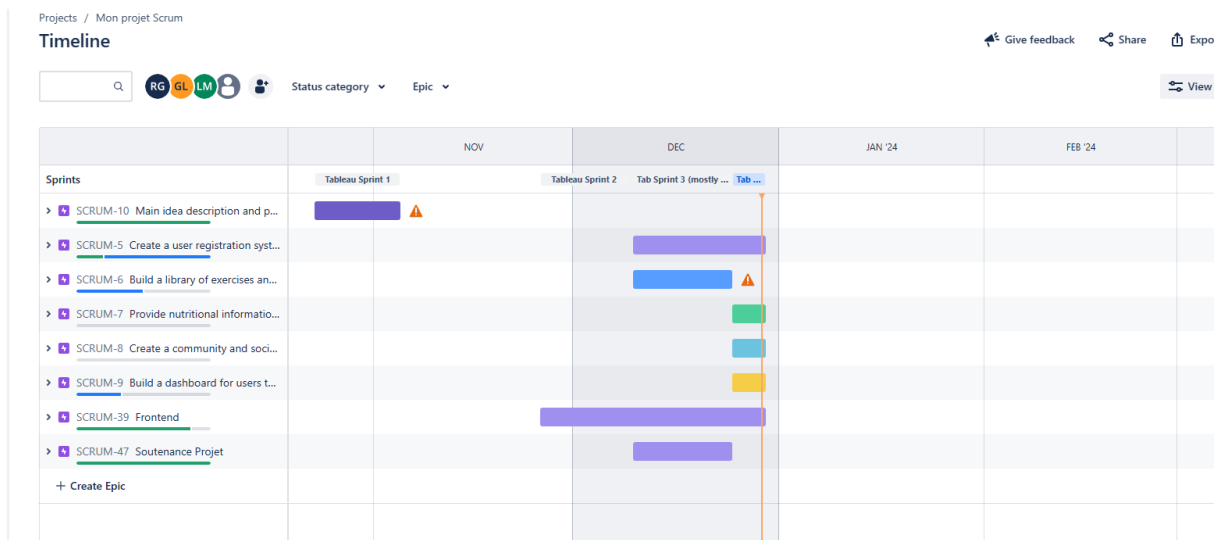 Projects / Mon projet Scrum
Timeline
Give feedback Share Expo
RG GL LM Status category Epic View
NOV DEC JAN '24 FEB '24
Sprints Tableau Sprint 1 Tableau Sprint 2 Tab Sprint 3 (mostly ... Tab ...
SCRUM-10 Main idea description and p...
SCRUM-5 Create a user registration syst...
SCRUM-6 Build a library of exercises an...
SCRUM-7 Provide nutritional informatio...
SCRUM-8 Create a community and soci...
SCRUM-9 Build a dashboard for users t...
SCRUM-39 Frontend
SCRUM-47 Soutenance Projet
+ Create Epic